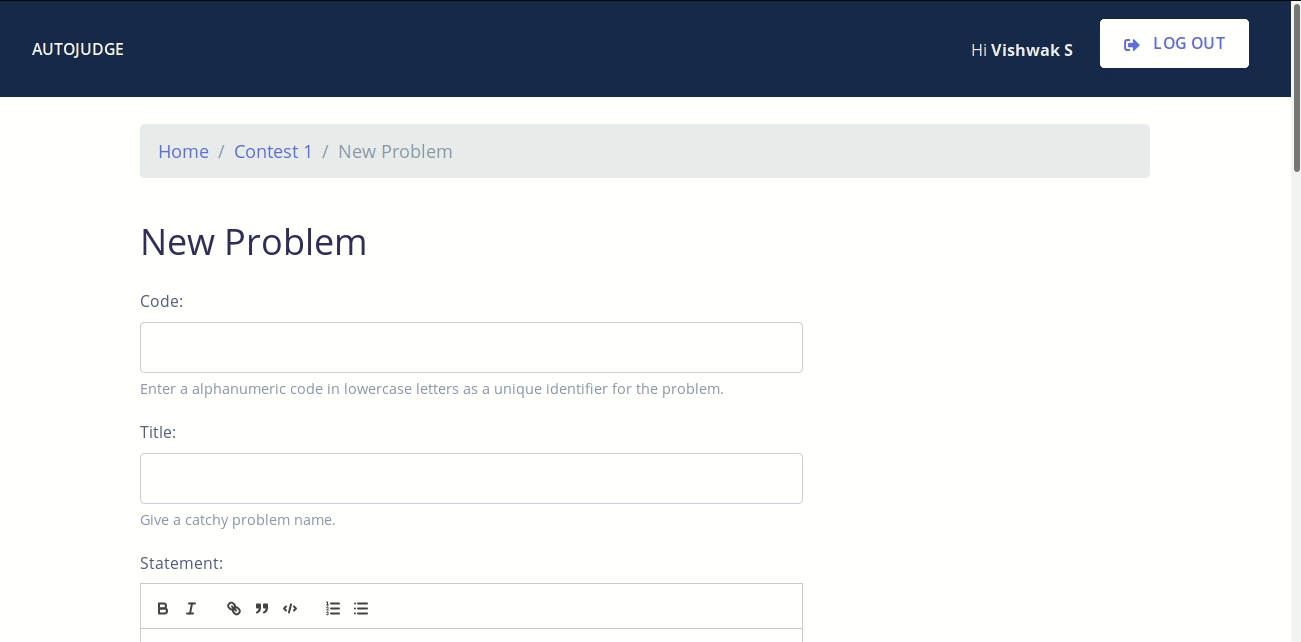 AUTOJUDGE
Hi Vishwak S
LOG OUT
Home / Contest 1 / New Problem
New Problem
Code:
Enter a alphanumeric code in lowercase letters as a unique identifier for the problem.
Title:
Give a catchy problem name.
Statement: